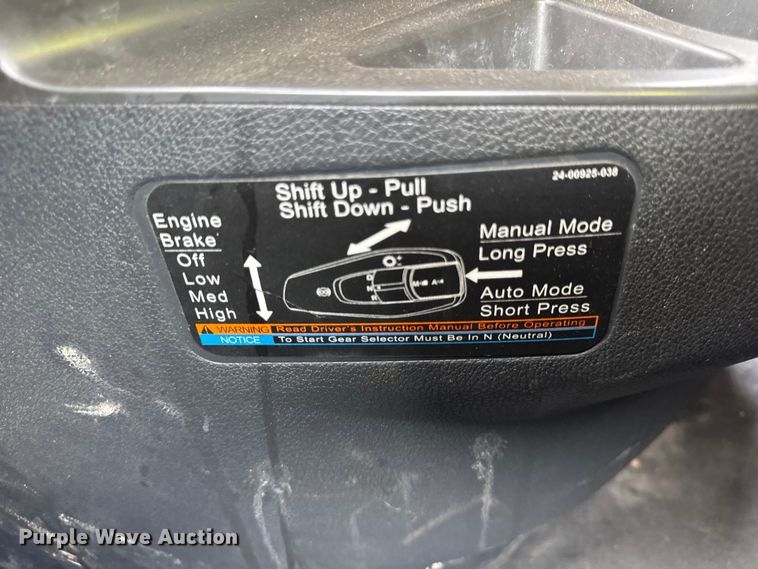 24-00928-038
Shift Up - Pull
Shift Down - Push
Engine
Brake
Off
Low
Med
High
Manual Mode
Long Press
Auto Mode
Short Press
D
N
R
WARNING Read Driver's Instruction Manual Before Operating
NOTICE To Start Gear Selector Must Be In N (Neutral)
Purple Wave Auction